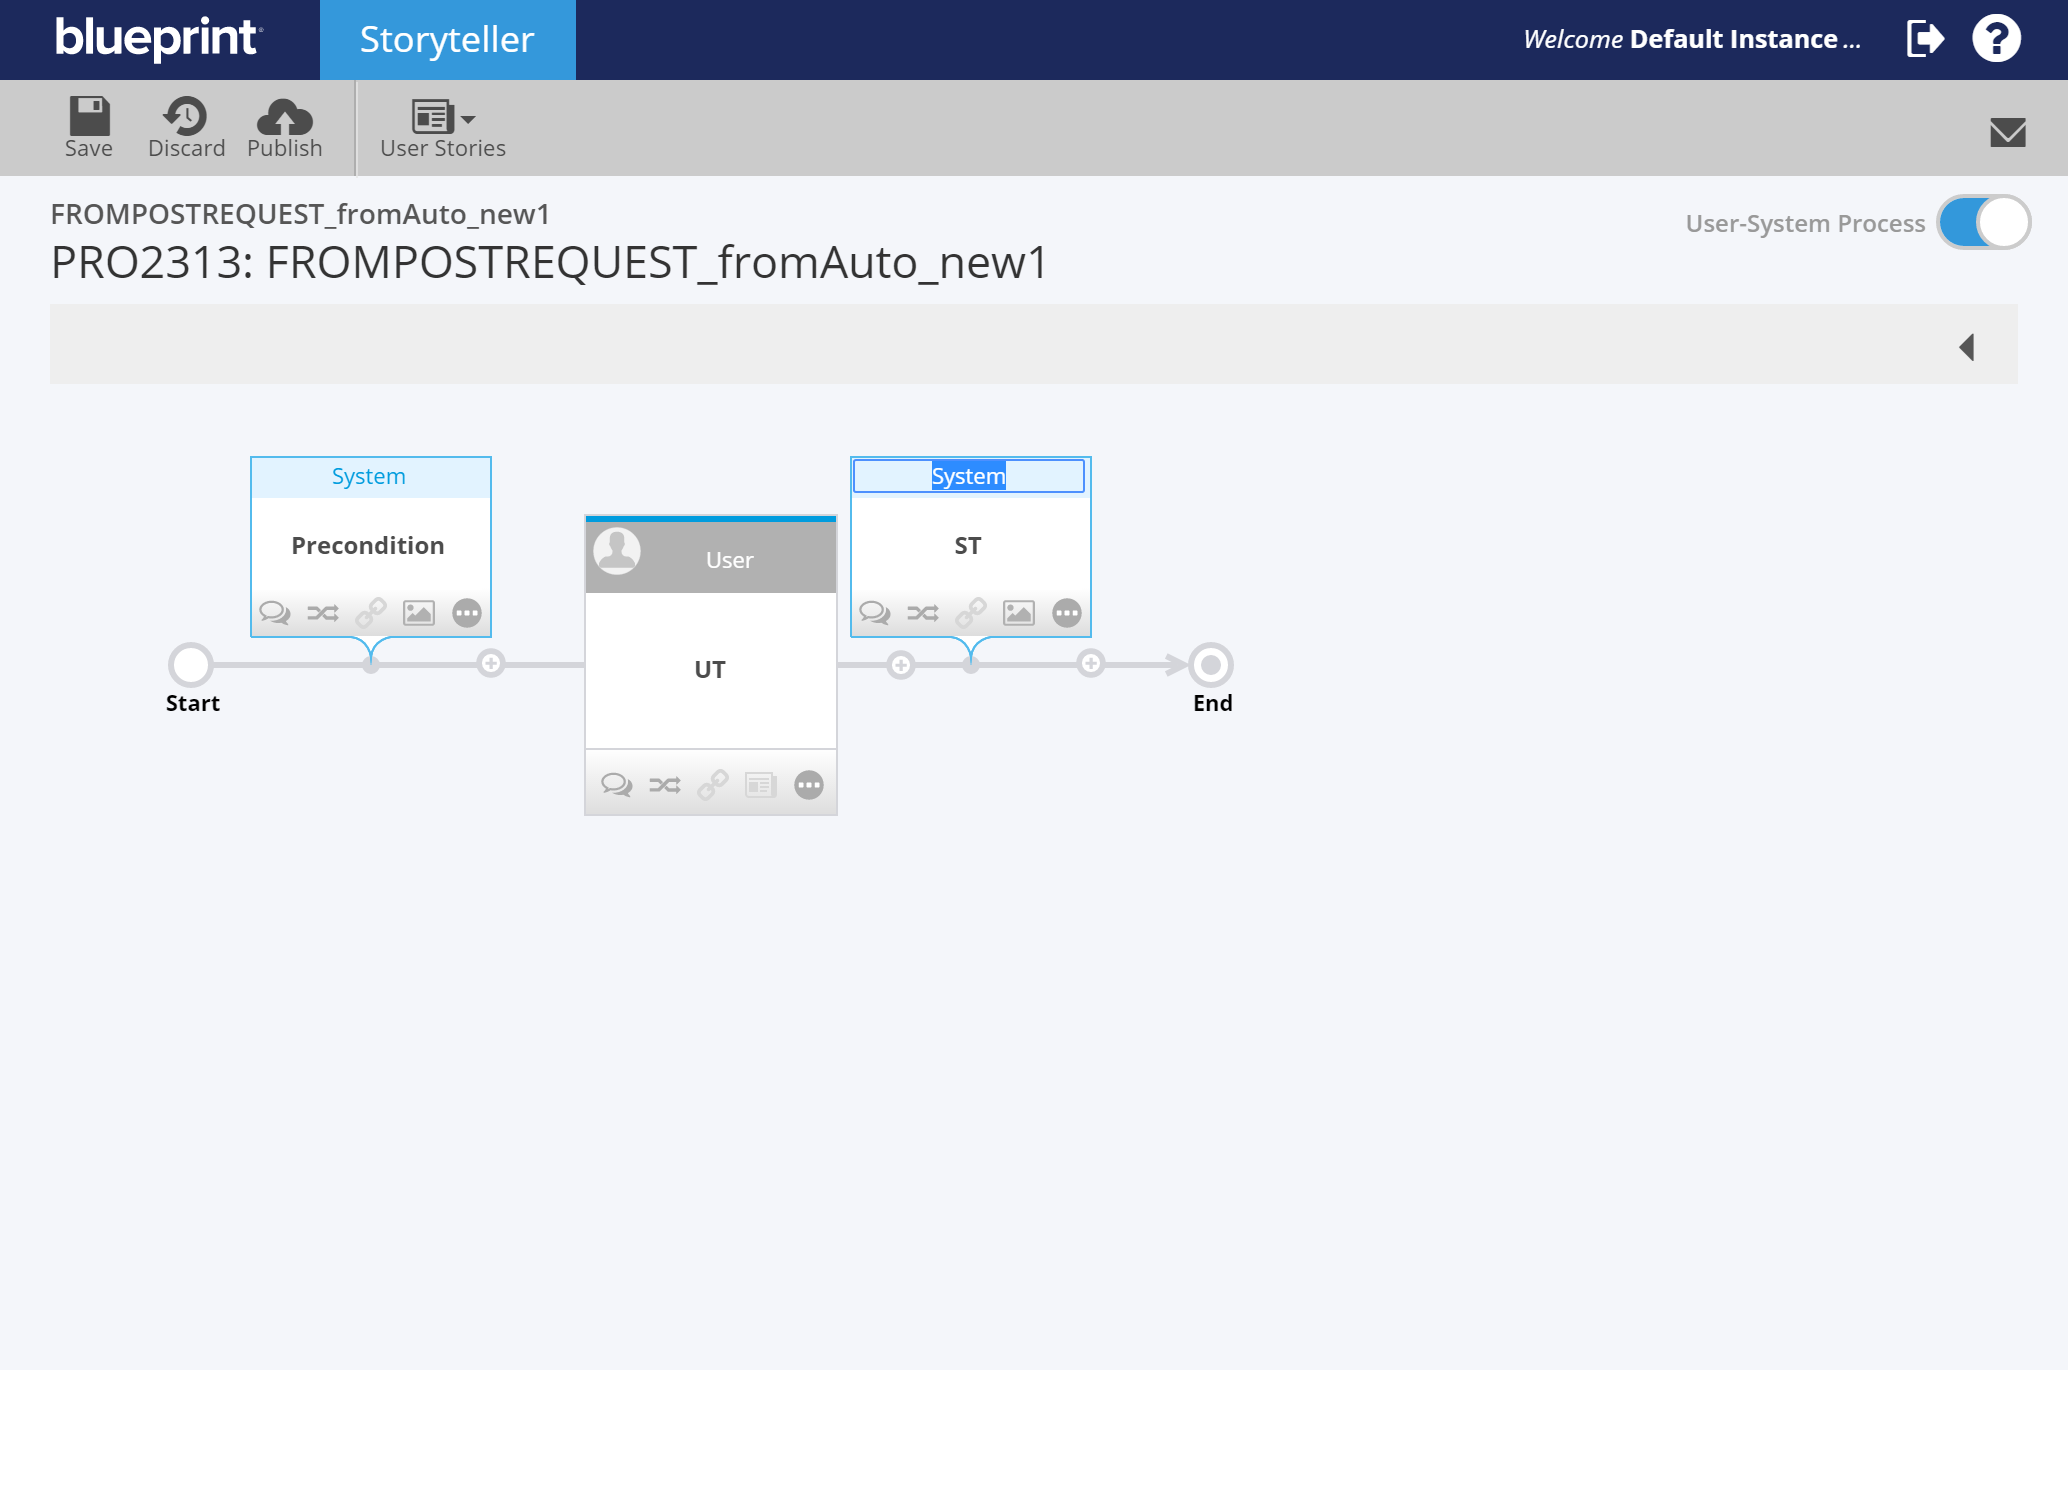 blueprint
Storyteller
Welcome Default Instance ...
Save
Discard
Publish
User Stories
FROMPOSTREQUEST_fromAuto_new1
User-System Process
PRO2313: FROMPOSTREQUEST_fromAuto_new1
System
Precondition
User
UT
System
ST
Start
End